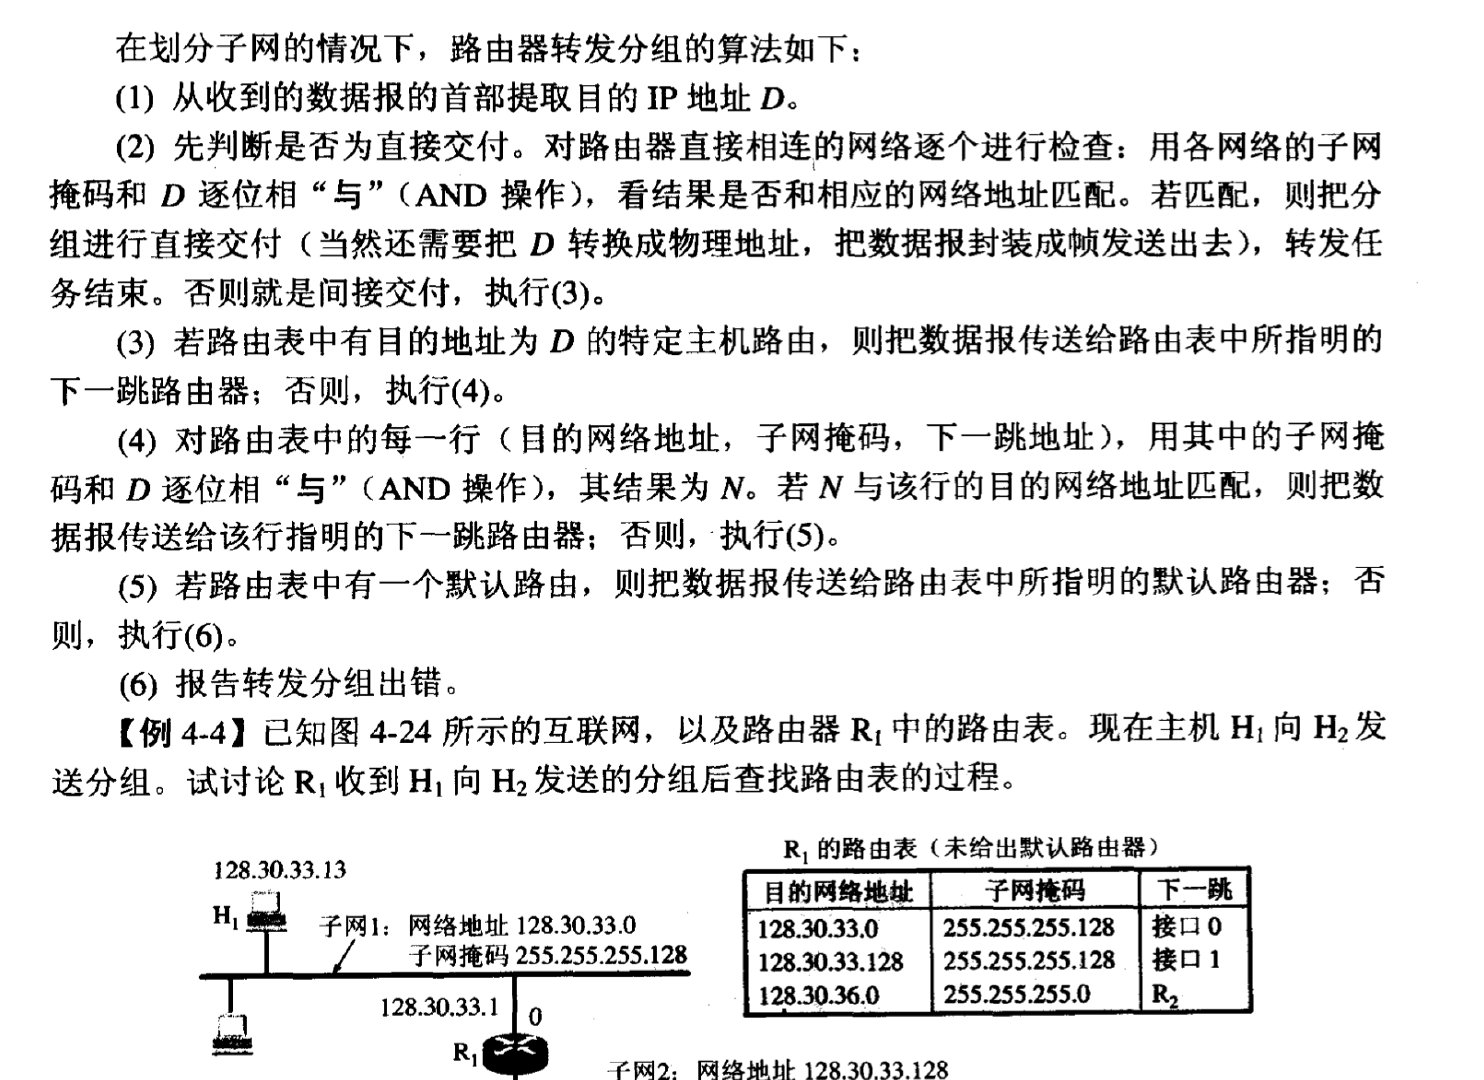 在划分子网的情况下，路由器转发分组的算法如下：
(1) 从收到的数据报的首部提取目的 IP 地址 D。
(2) 先判断是否为直接交付。对路由器直接相连的网络逐个进行检查：用各网络的子网
掩码和 D 逐位相“与”（AND 操作），看结果是否和相应的网络地址匹配。若匹配，则把分
组进行直接交付（当然还需要把 D 转换成物理地址，把数据报封装成帧发送出去），转发任
务结束。否则就是间接交付，执行(3)。
(3) 若路由表中有目的地址为 D 的特定主机路由，则把数据报传送给路由表中所指明的
下一跳路由器；否则，执行(4)。
(4) 对路由表中的每一行（目的网络地址，子网掩码，下一跳地址），用其中的子网掩
码和 D 逐位相“与”（AND 操作），其结果为 N。若 N 与该行的目的网络地址匹配，则把数
据报传送给该行指明的下一跳路由器；否则，执行(5)。
(5) 若路由表中有一个默认路由，则把数据报传送给路由表中所指明的默认路由器；否
则，执行(6)。
(6) 报告转发分组出错。
【例 4-4】已知图 4-24 所示的互联网，以及路由器 R₁ 中的路由表。现在主机 H₁ 向 H₂ 发
送分组。试讨论 R₁ 收到 H₁ 向 H₂ 发送的分组后查找路由表的过程。
R₁ 的路由表（未给出默认路由器）
目的网络地址 子网掩码 下一跳
128.30.33.0 255.255.255.128 接口 0
128.30.33.128 255.255.255.128 接口 1
128.30.36.0 255.255.255.0 R₂
128.30.33.13
H₁
子网1：网络地址 128.30.33.0
子网掩码 255.255.255.128
128.30.33.1
0
R₁
子网2：网络地址 128.30.33.128